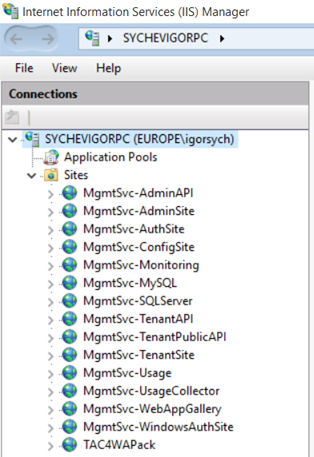 Internet Information Services (IIS) Manager
SYCHEVIGORPC
File View Help
Connections
SYCHEVIGORPC (EUROPE\igorsych)
Application Pools
Sites
MgmtSvc-AdminAPI
MgmtSvc-AdminSite
MgmtSvc-AuthSite
MgmtSvc-ConfigSite
MgmtSvc-Monitoring
MgmtSvc-MySQL
MgmtSvc-SQLServer
MgmtSvc-TenantAPI
MgmtSvc-TenantPublicAPI
MgmtSvc-TenantSite
MgmtSvc-Usage
MgmtSvc-UsageCollector
MgmtSvc-WebAppGallery
MgmtSvc-WindowsAuthSite
TAC4WAPack